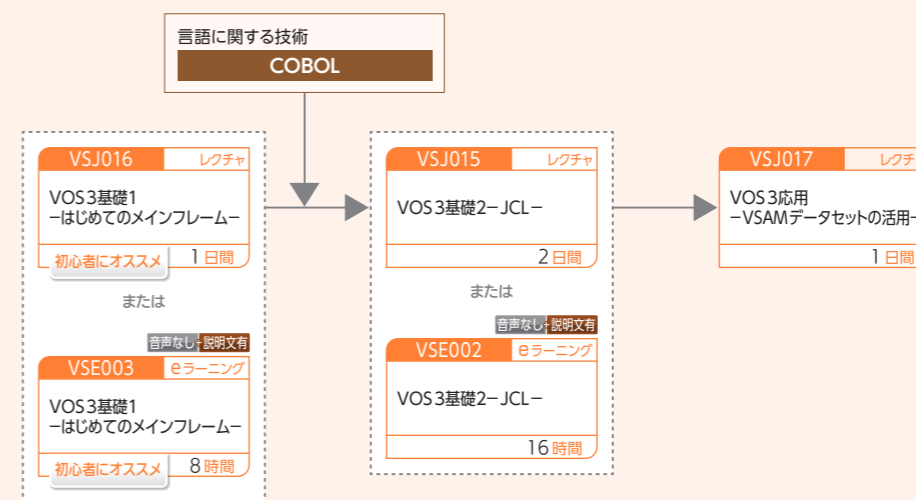 言語に関する技術
COBOL
VSJ016 レクチャ
VOS3基礎1
−はじめてのメインフレーム−
初心者にオススメ 1日間
または
音声なし+説明文有
VSE003 eラーニング
VOS3基礎1
−はじめてのメインフレーム−
初心者にオススメ 8時間
VSJ015 レクチャ
VOS3基礎2−JCL−
2日間
または
音声なし+説明文有
VSE002 eラーニング
VOS3基礎2−JCL−
16時間
VSJ017 レクチ
VOS3応用
−VSAMデータセットの活用−
1日間